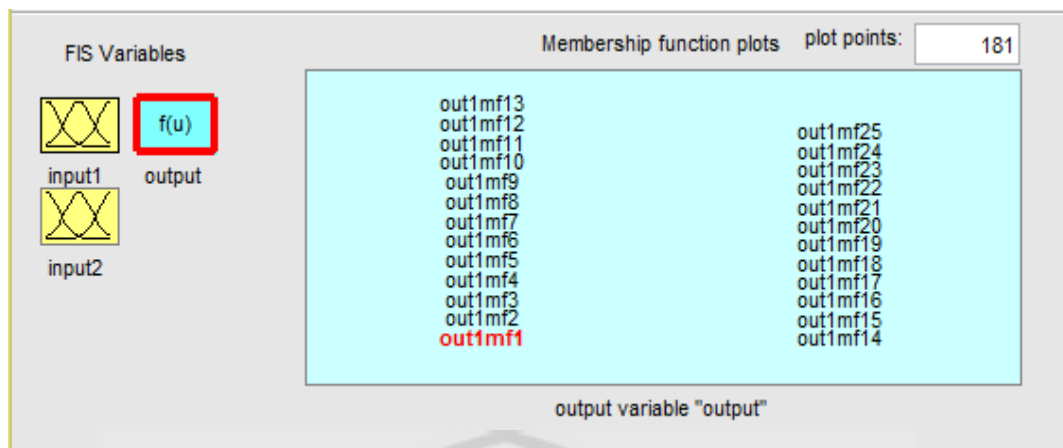 FIS Variables
Membership function plots
plot points:
181
f(u)
input1
output
input2
out1mf13
out1mf12
out1mf11
out1mf10
out1mf9
out1mf8
out1mf7
out1mf6
out1mf5
out1mf4
out1mf3
out1mf2
out1mf1
out1mf25
out1mf24
out1mf23
out1mf22
out1mf21
out1mf20
out1mf19
out1mf18
out1mf17
out1mf16
out1mf15
out1mf14
output variable "output"